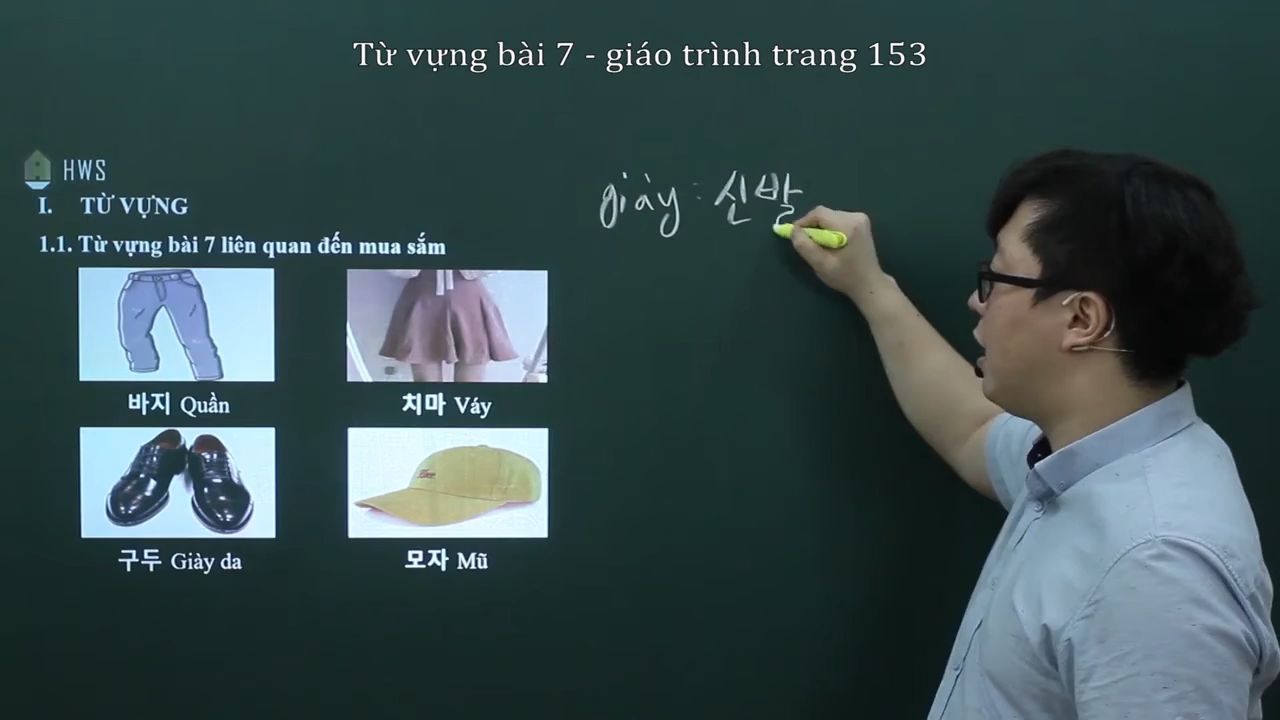 Từ vựng bài 7 - giáo trình trang 153
HWS
I. TỪ VỰNG
1.1. Từ vựng bài 7 liên quan đến mua sắm
바지 Quần
치마 Váy
구두 Giày da
모자 Mũ
giày : 신발